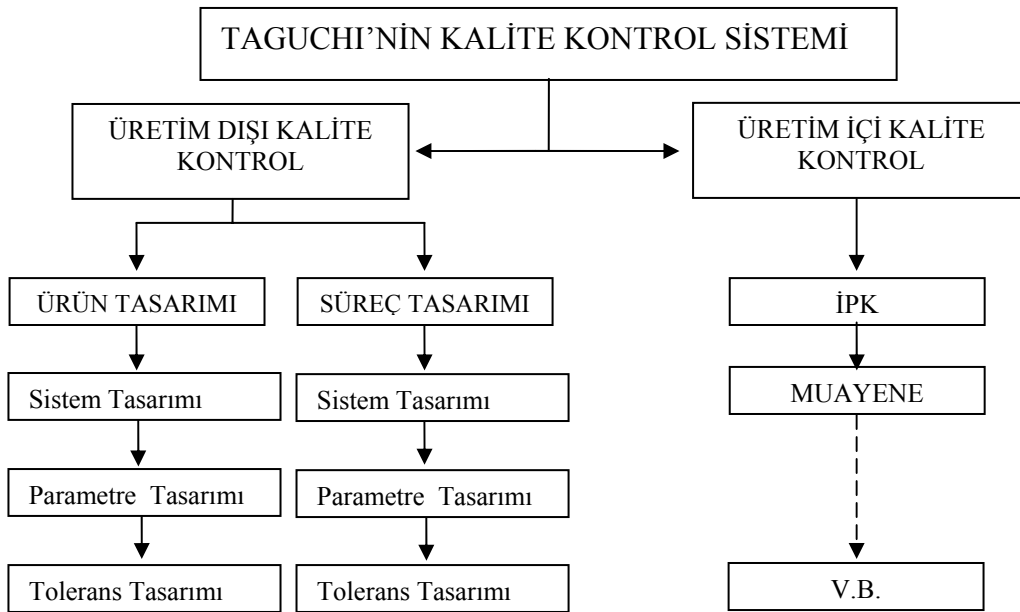 TAGUCHI’NİN KALİTE KONTROL SİSTEMİ
ÜRETİM DIŞI KALİTE
KONTROL
ÜRETİM İÇİ KALİTE
KONTROL
ÜRÜN TASARIMI
SÜREÇ TASARIMI
İPK
Sistem Tasarımı
Sistem Tasarımı
MUAYENE
Parametre Tasarımı
Parametre Tasarımı
Tolerans Tasarımı
Tolerans Tasarımı
V.B.